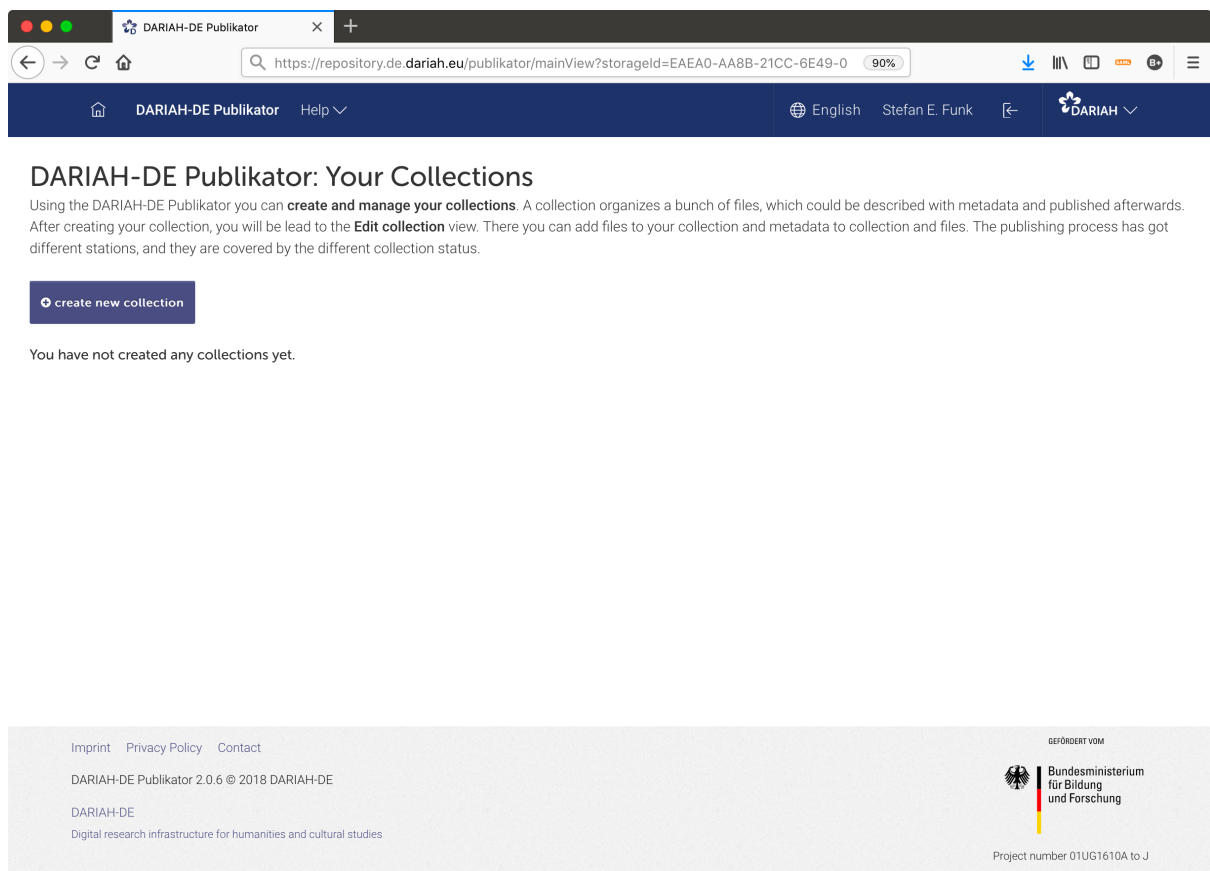 DARIAH-DE Publikator
https://repository.de.dariah.eu/publikator/mainView?storageId=EAEA0-AA8B-21CC-6E49-0 90%
DARIAH-DE Publikator Help English Stefan E. Funk DARIAH
DARIAH-DE Publikator: Your Collections
Using the DARIAH-DE Publikator you can create and manage your collections. A collection organizes a bunch of files, which could be described with metadata and published afterwards.
After creating your collection, you will be lead to the Edit collection view. There you can add files to your collection and metadata to collection and files. The publishing process has got
different stations, and they are covered by the different collection status.
create new collection
You have not created any collections yet.
Imprint Privacy Policy Contact
DARIAH-DE Publikator 2.0.6 © 2018 DARIAH-DE
DARIAH-DE
Digital research infrastructure for humanities and cultural studies
GEFÖRDERT VOM
Bundesministerium
für Bildung
und Forschung
Project number 01UG1610A to J